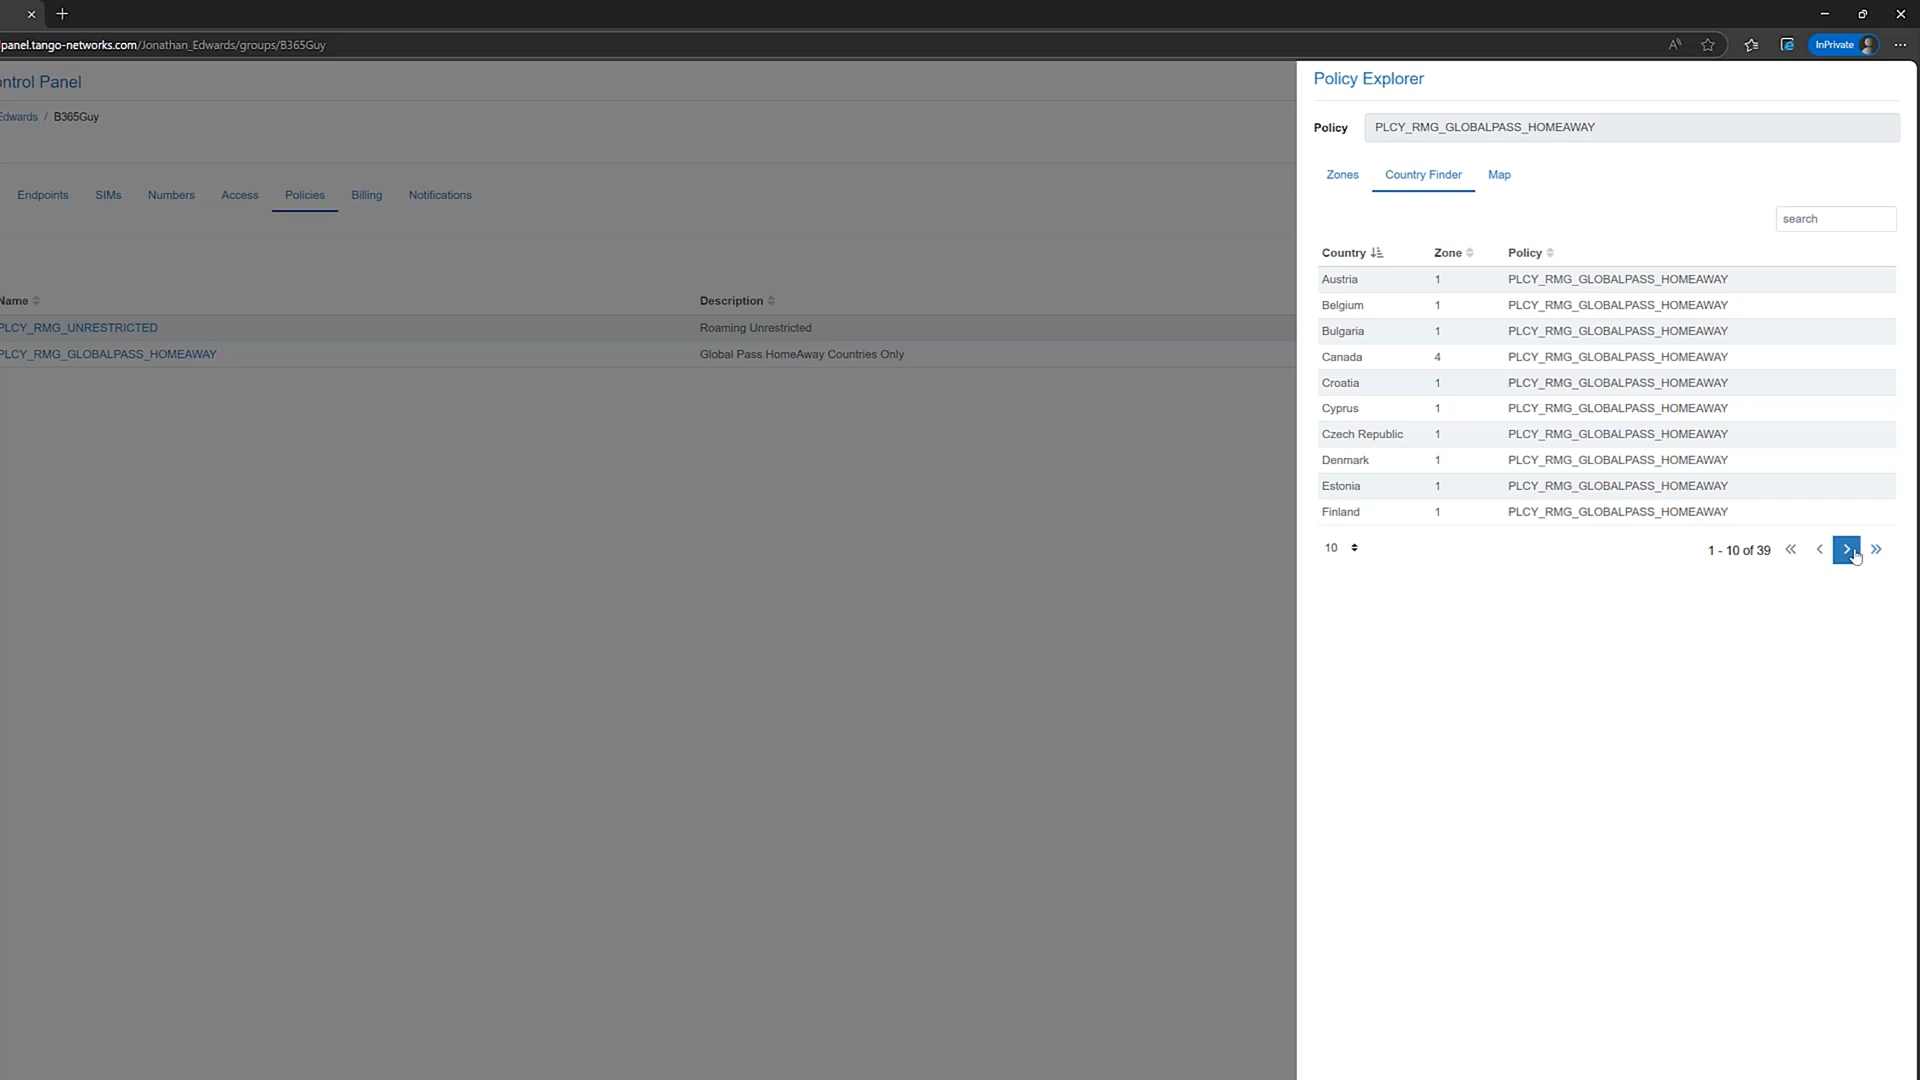 panel.tango-networks.com/Jonathan_Edwards/groups/B365Guy
InPrivate
ontrol Panel
Edwards / B365Guy
Endpoints SIMs Numbers Access Policies Billing Notifications
Name Description
PLCY_RMG_UNRESTRICTED Roaming Unrestricted
PLCY_RMG_GLOBALPASS_HOMEAWAY Global Pass HomeAway Countries Only
Policy Explorer
Policy PLCY_RMG_GLOBALPASS_HOMEAWAY
Zones Country Finder Map
search
Country Zone Policy
Austria 1 PLCY_RMG_GLOBALPASS_HOMEAWAY
Belgium 1 PLCY_RMG_GLOBALPASS_HOMEAWAY
Bulgaria 1 PLCY_RMG_GLOBALPASS_HOMEAWAY
Canada 4 PLCY_RMG_GLOBALPASS_HOMEAWAY
Croatia 1 PLCY_RMG_GLOBALPASS_HOMEAWAY
Cyprus 1 PLCY_RMG_GLOBALPASS_HOMEAWAY
Czech Republic 1 PLCY_RMG_GLOBALPASS_HOMEAWAY
Denmark 1 PLCY_RMG_GLOBALPASS_HOMEAWAY
Estonia 1 PLCY_RMG_GLOBALPASS_HOMEAWAY
Finland 1 PLCY_RMG_GLOBALPASS_HOMEAWAY
10 1 - 10 of 39